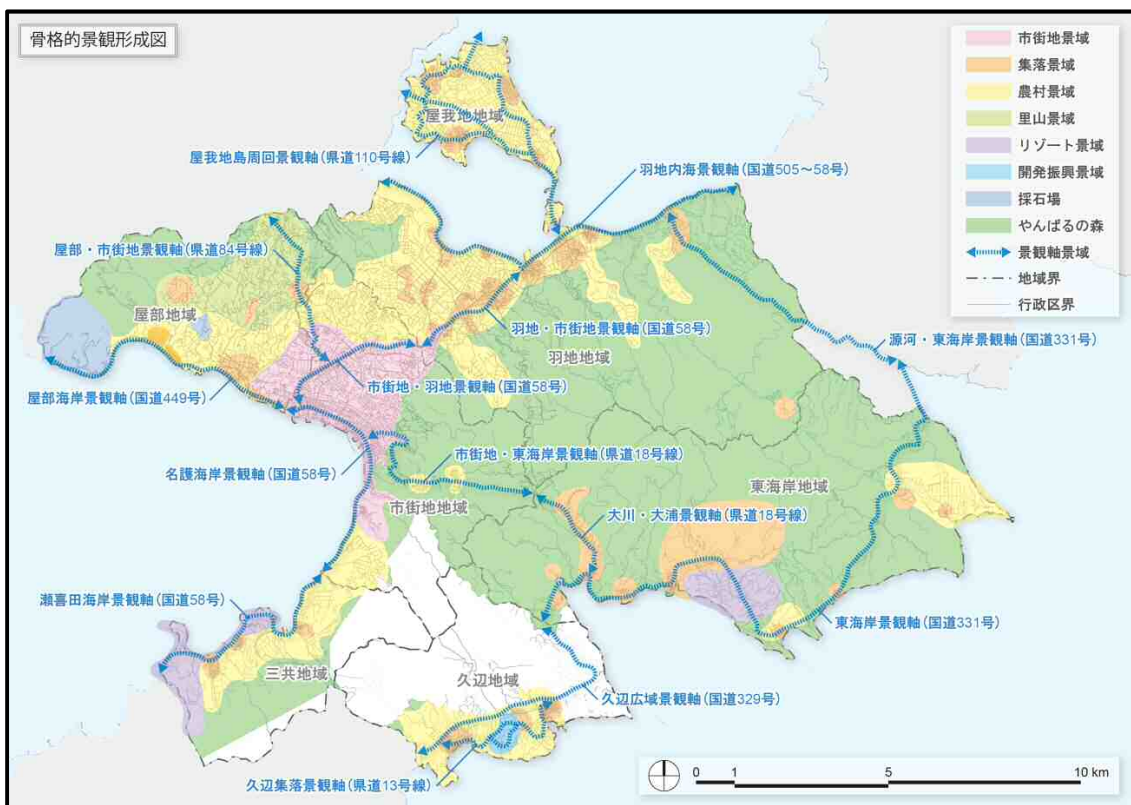 骨格的景観形成図
市街地景域
集落景域
農村景域
里山景域
リゾート景域
開発振興景域
採石場
やんばるの森
景観軸景域
地域界
行政区界
屋我地地域
屋我地島周回景観軸(県道110号線)
羽地内海景観軸(国道505〜58号)
屋部・市街地景観軸(県道84号線)
屋部地域
羽地・市街地景観軸(国道58号)
羽地地域
源河・東海岸景観軸(国道331号)
市街地・羽地景観軸(国道58号)
屋部海岸景観軸(国道449号)
市街地・東海岸景観軸(県道18号線)
名護海岸景観軸(国道58号)
東海岸地域
市街地地域
大川・大浦景観軸(県道18号線)
瀬喜田海岸景観軸(国道58号)
東海岸景観軸(国道331号)
三共地域
久辺地域
久辺広域景観軸(国道329号)
久辺集落景観軸(県道13号線)
0 1 5 10 km